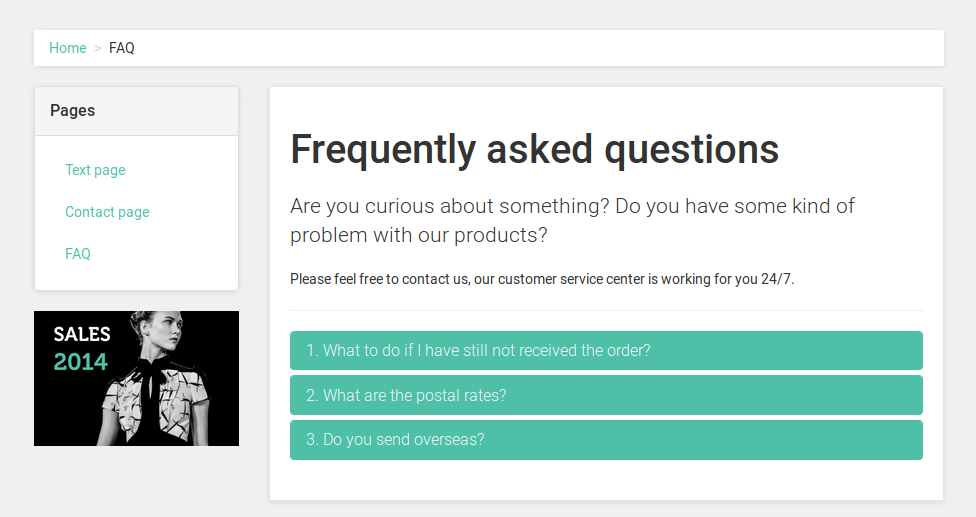 Home > FAQ
Pages
Text page
Contact page
FAQ
SALES
2014
Frequently asked questions
Are you curious about something? Do you have some kind of
problem with our products?
Please feel free to contact us, our customer service center is working for you 24/7.
1. What to do if I have still not received the order?
2. What are the postal rates?
3. Do you send overseas?